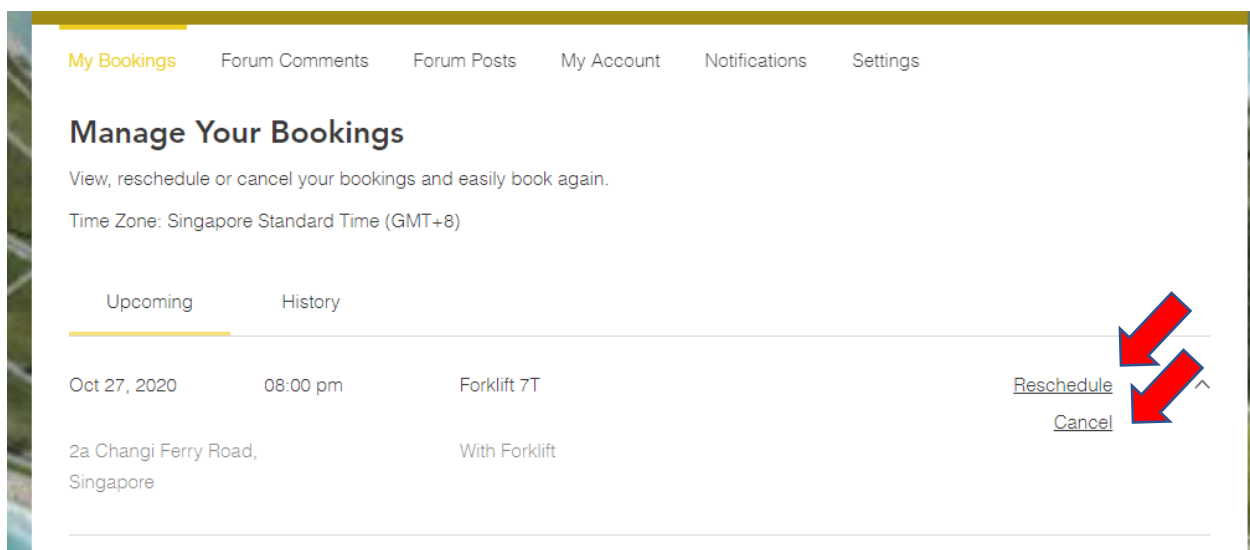 My Bookings Forum Comments Forum Posts My Account Notifications Settings
Manage Your Bookings
View, reschedule or cancel your bookings and easily book again.
Time Zone: Singapore Standard Time (GMT+8)
Upcoming History
Oct 27, 2020 08:00 pm Forklift 7T Reschedule
Cancel
2a Changi Ferry Road, With Forklift
Singapore